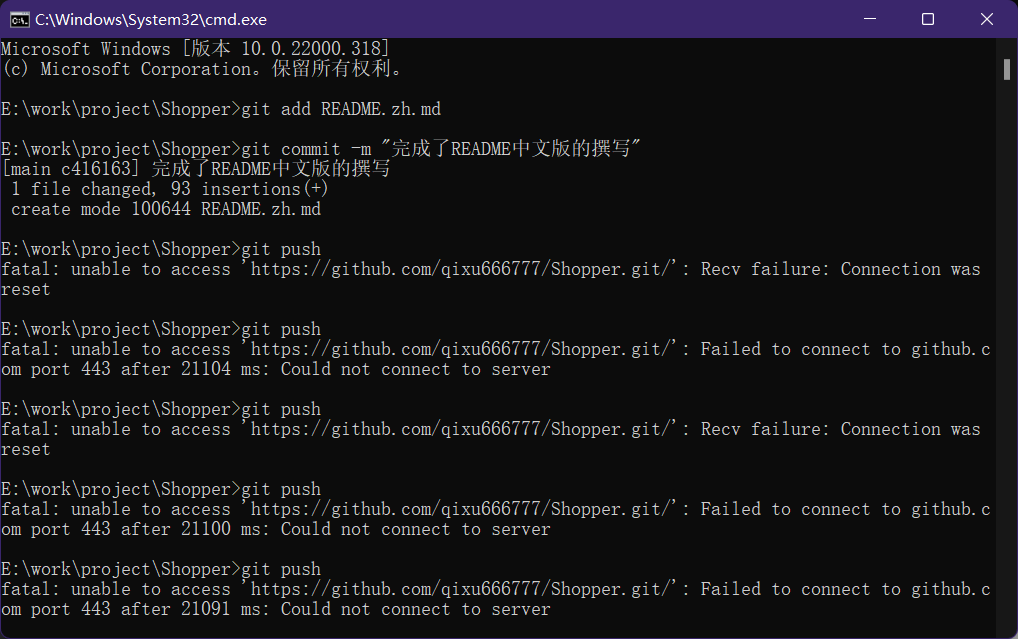 C:\Windows\System32\cmd.exe
Microsoft Windows [版本 10.0.22000.318]
(c) Microsoft Corporation。保留所有权利。
E:\work\project\Shopper>git add README.zh.md
E:\work\project\Shopper>git commit -m "完成了README中文版的撰写"
[main c416163] 完成了README中文版的撰写
1 file changed, 93 insertions(+)
create mode 100644 README.zh.md
E:\work\project\Shopper>git push
fatal: unable to access 'https://github.com/qixu666777/Shopper.git/': Recv failure: Connection was
reset
E:\work\project\Shopper>git push
fatal: unable to access 'https://github.com/qixu666777/Shopper.git/': Failed to connect to github.c
om port 443 after 21104 ms: Could not connect to server
E:\work\project\Shopper>git push
fatal: unable to access 'https://github.com/qixu666777/Shopper.git/': Recv failure: Connection was
reset
E:\work\project\Shopper>git push
fatal: unable to access 'https://github.com/qixu666777/Shopper.git/': Failed to connect to github.c
om port 443 after 21100 ms: Could not connect to server
E:\work\project\Shopper>git push
fatal: unable to access 'https://github.com/qixu666777/Shopper.git/': Failed to connect to github.c
om port 443 after 21091 ms: Could not connect to server